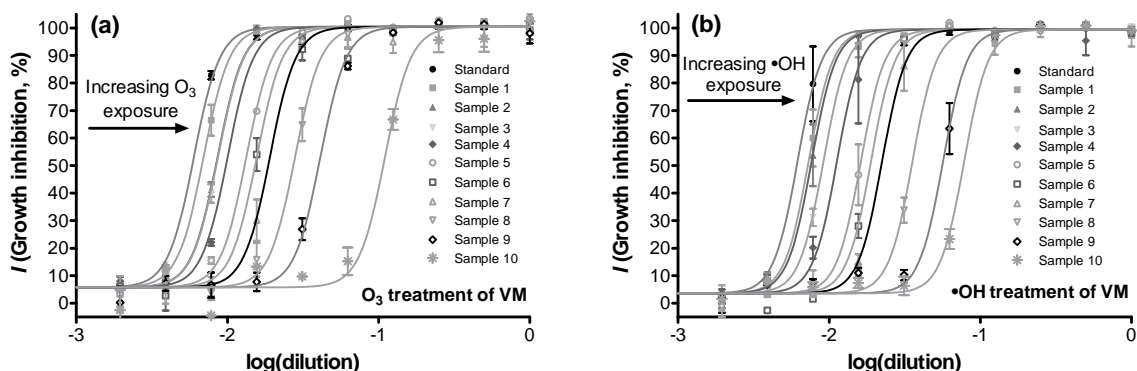 (a)
100
90
80
70
60
50
40
30
20
10
0
I (Growth inhibition, %)
Increasing O₃
exposure
Standard
Sample 1
Sample 2
Sample 3
Sample 4
Sample 5
Sample 6
Sample 7
Sample 8
Sample 9
Sample 10
O₃ treatment of VM
-3
-2
-1
0
log(dilution)
(b)
100
90
80
70
60
50
40
30
20
10
0
I (Growth inhibition, %)
Increasing •OH
exposure
Standard
Sample 1
Sample 2
Sample 3
Sample 4
Sample 5
Sample 6
Sample 7
Sample 8
Sample 9
Sample 10
•OH treatment of VM
-3
-2
-1
0
log(dilution)